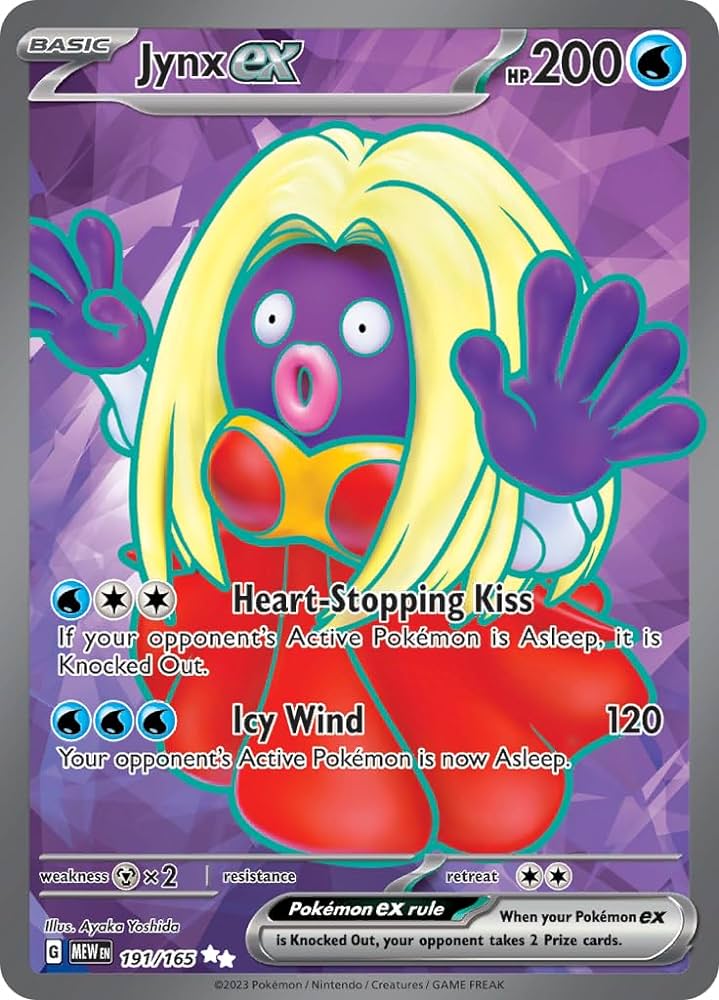 BASIC
Jynx ex
HP 200
Heart-Stopping Kiss
If your opponent's Active Pokémon is Asleep, it is
Knocked Out.
Icy Wind 120
Your opponent's Active Pokémon is now Asleep.
weakness ×2 resistance retreat
Illus. Ayaka Yoshida
Pokémon ex rule
When your Pokémon ex
is Knocked Out, your opponent takes 2 Prize cards.
G MEW EN 191/165
©2023 Pokémon / Nintendo / Creatures / GAME FREAK